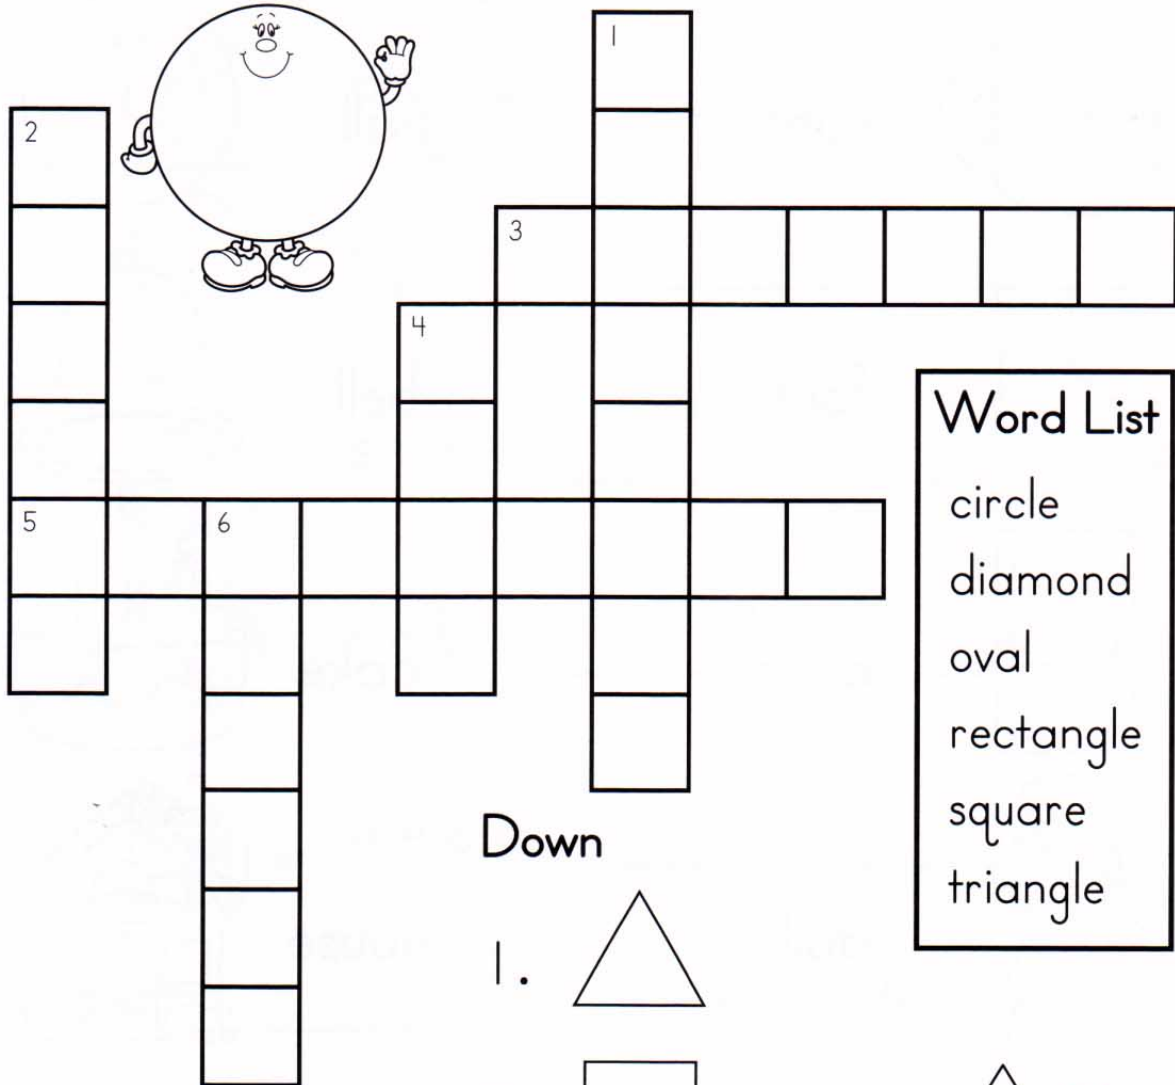 1
2
3
4
5
6
Word List
circle
diamond
oval
rectangle
square
triangle
Down
1.